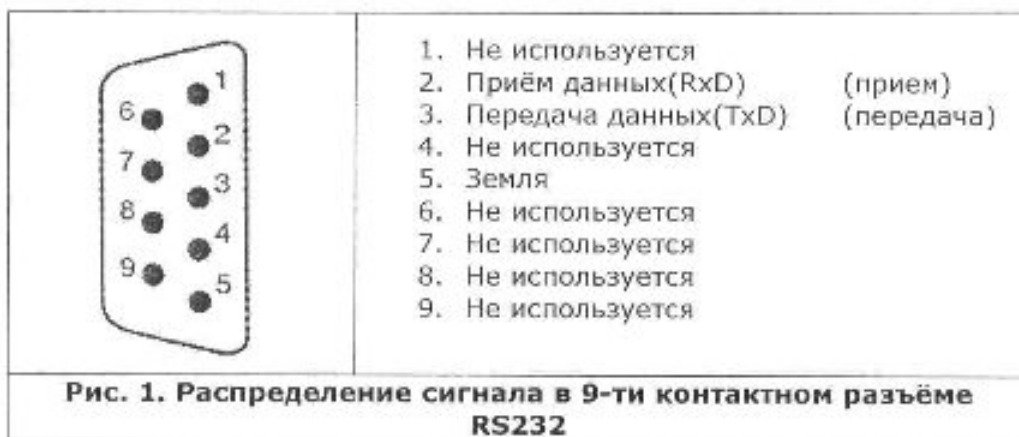 1
6
2
7
3
8
4
9
5
1. Не используется
2. Приём данных(RxD) (прием)
3. Передача данных(TxD) (передача)
4. Не используется
5. Земля
6. Не используется
7. Не используется
8. Не используется
9. Не используется
Рис. 1. Распределение сигнала в 9-ти контактном разъёме
RS232